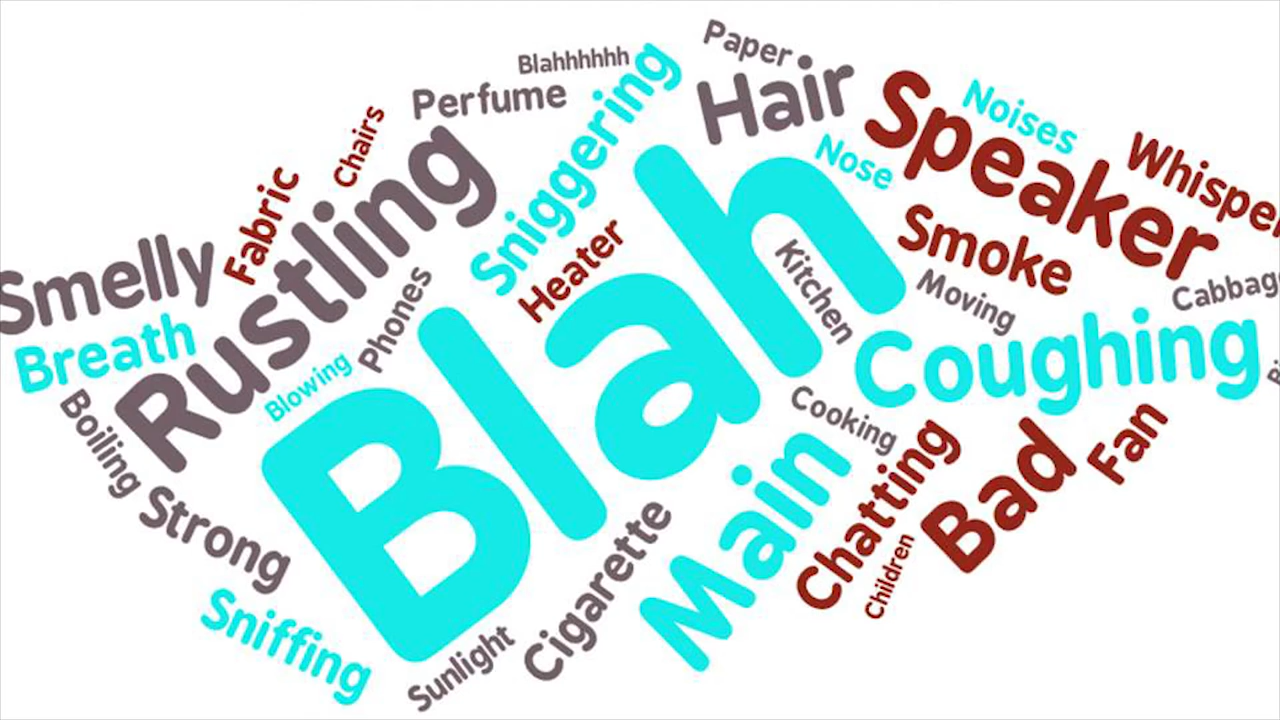 Paper
Blahhhhhh
Perfume
Hair
Sniggering
Speaker
Noises
Chairs
Fabric
Rustling
Nose
Whisper
Smelly
Heater
Blah
Smoke
Kitchen
Moving
Cabbag
Breath
Phones
Blowing
Coughing
Boiling
Cooking
Strong
Main
Chatting
Bad
Fan
Cigarette
Children
Sniffing
Sunlight